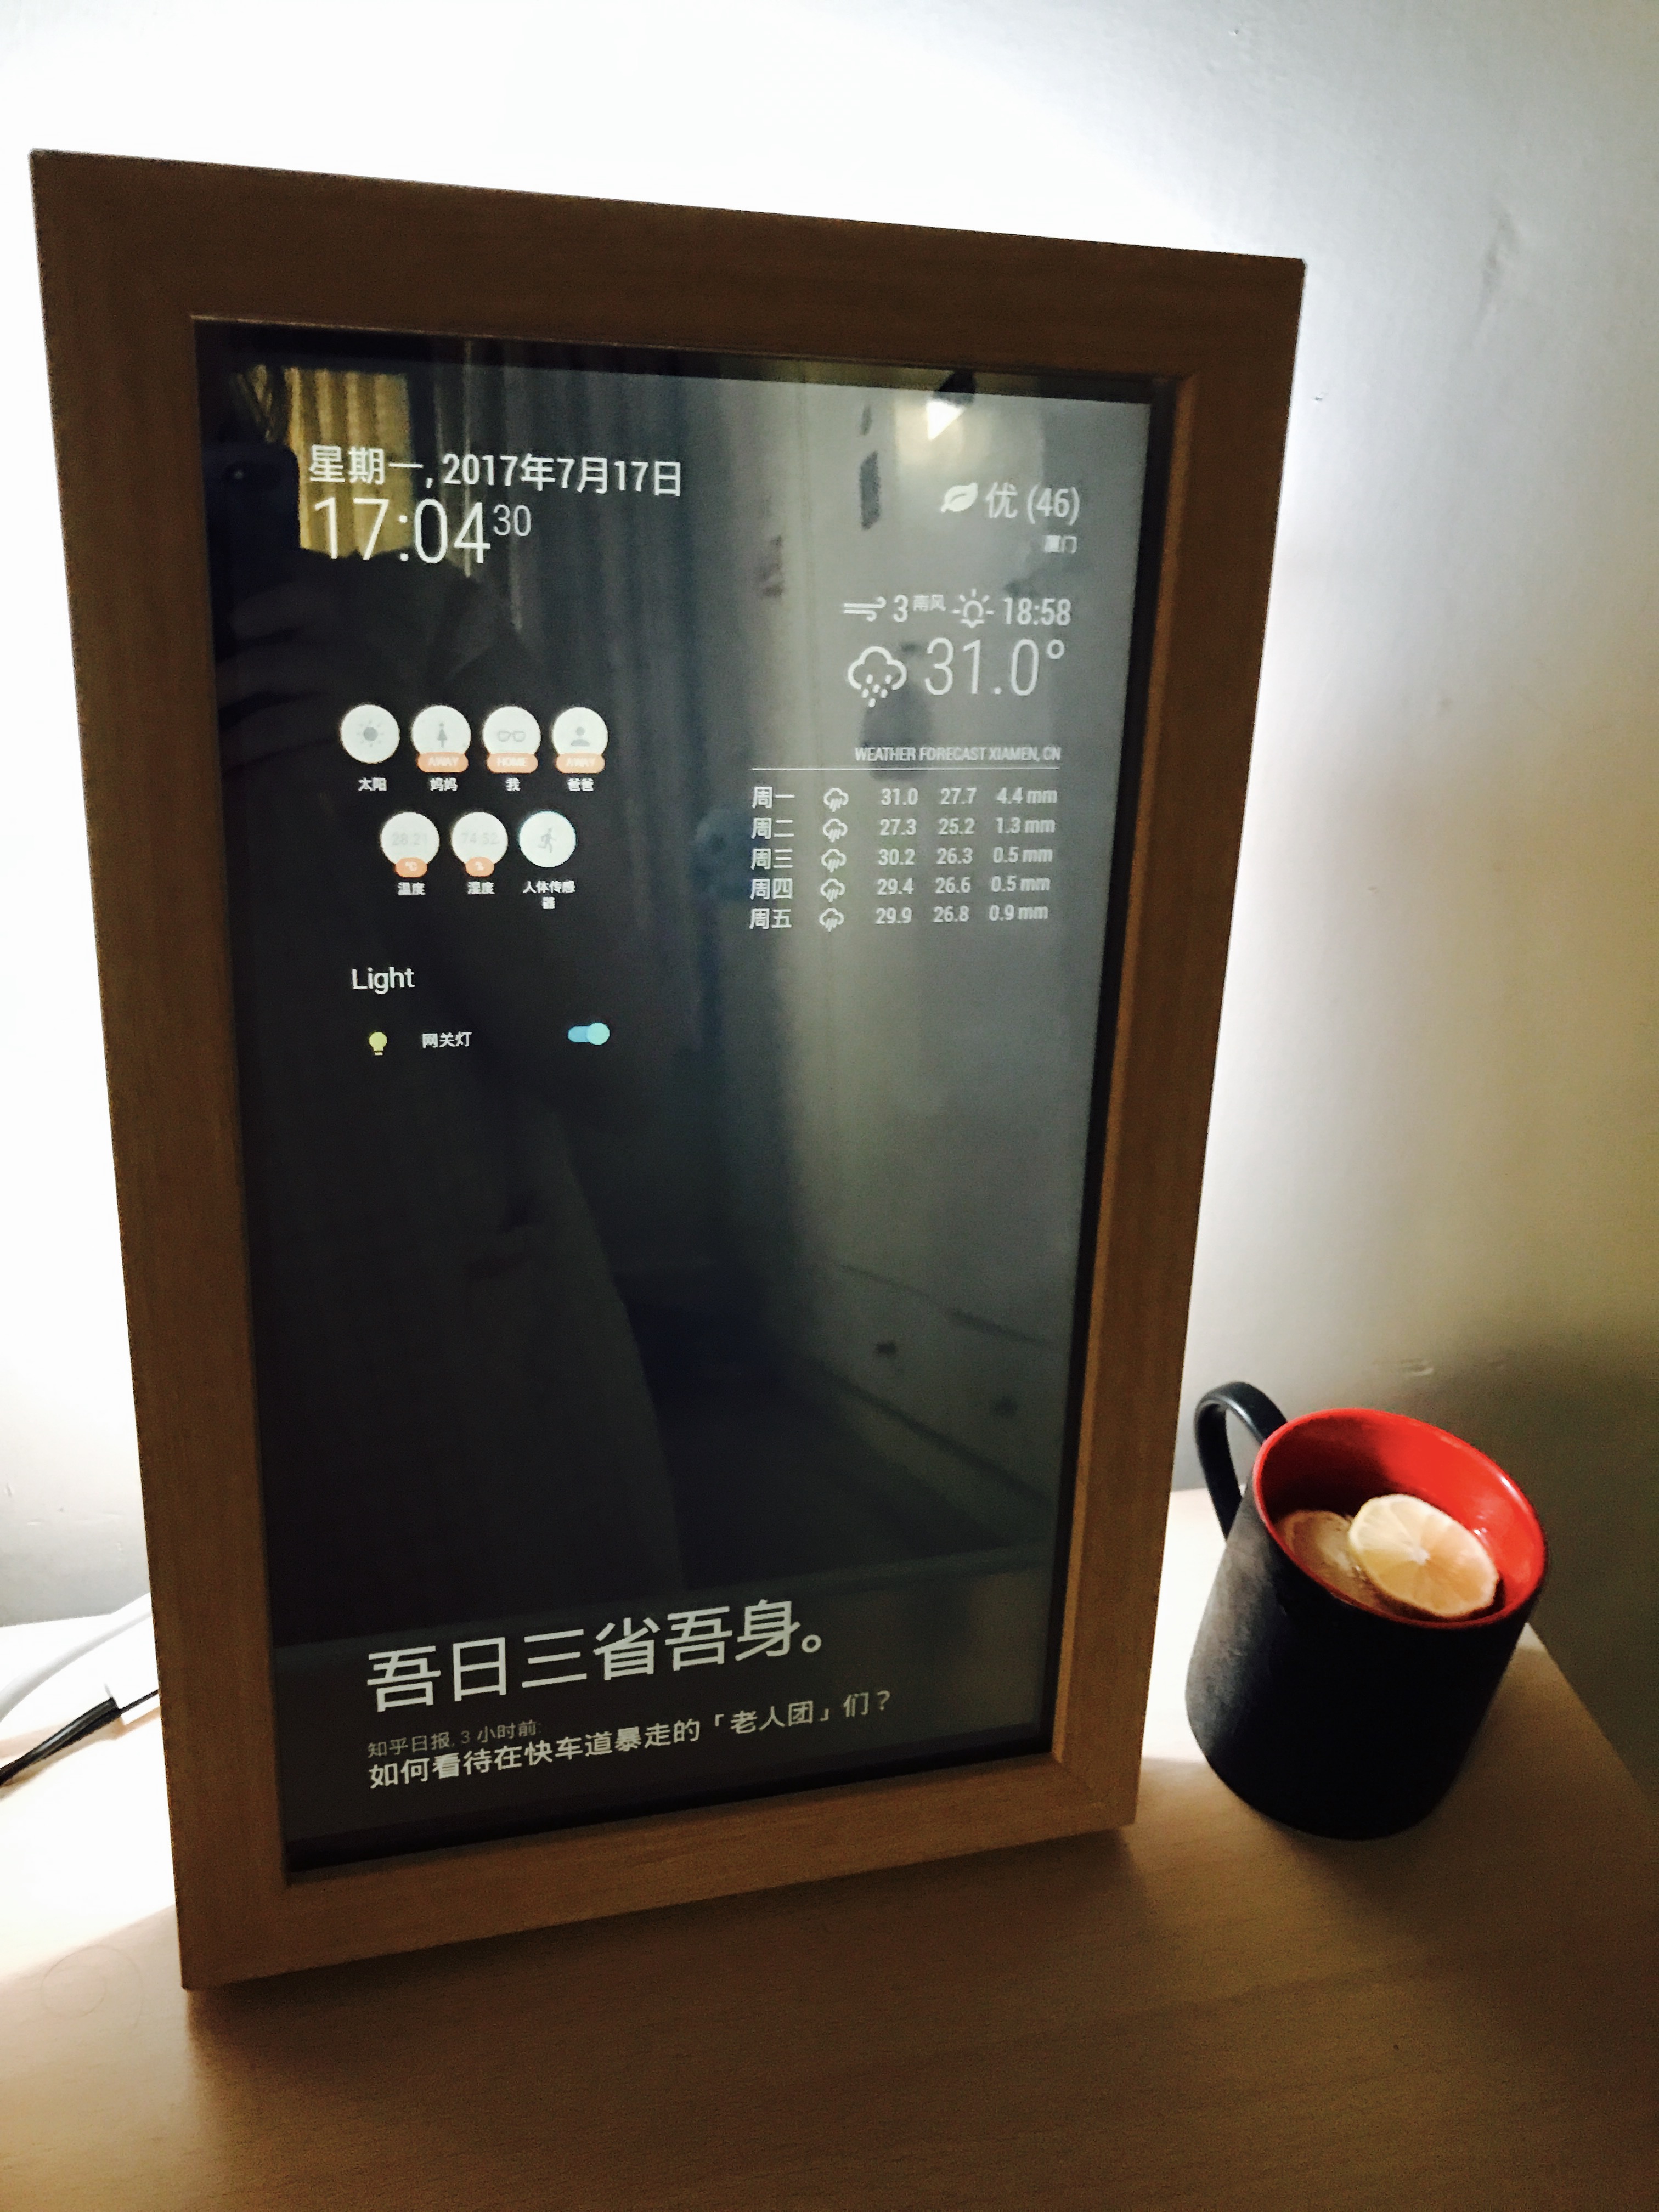 星期一, 2017年7月17日
17:04 30
优 (46)
厦门
3 南风 18:58
31.0°
AWAY
HOME
AWAY
太阳
妈妈
我
爸爸
°C
%
温度
湿度
人体传感
器
WEATHER FORECAST XIAMEN, CN
周一 31.0 27.7 4.4 mm
周二 27.3 25.2 1.3 mm
周三 30.2 26.3 0.5 mm
周四 29.4 26.6 0.5 mm
周五 29.9 26.8 0.9 mm
Light
网关灯
吾日三省吾身。
知乎日报, 3 小时前:
如何看待在快车道暴走的「老人团」们？